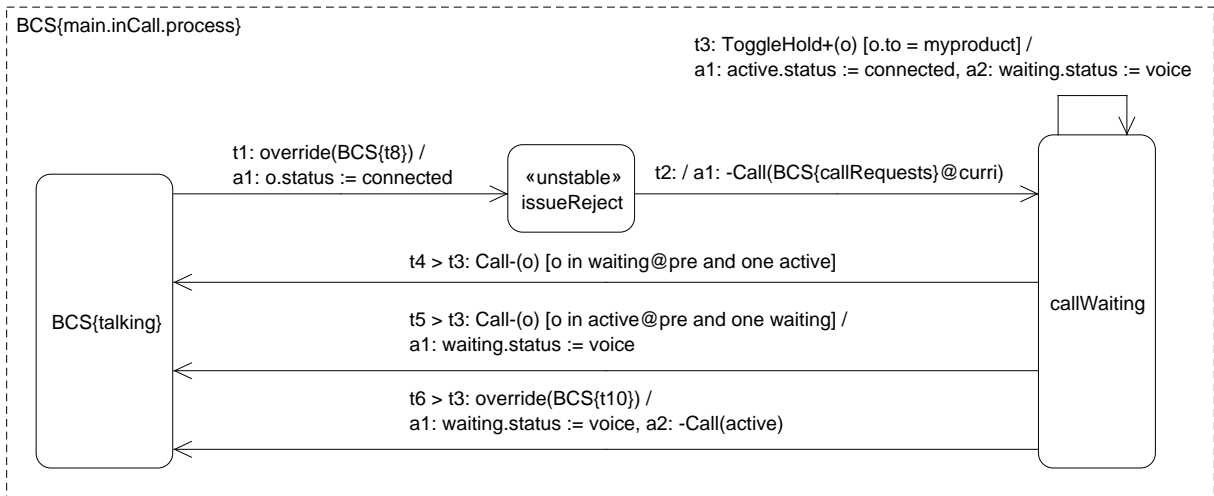 BCS{main.inCall.process}
t3: ToggleHold+(o) [o.to = myproduct] /
a1: active.status := connected, a2: waiting.status := voice
t1: override(BCS{t8}) /
a1: o.status := connected
«unstable»
issueReject
t2: / a1: -Call(BCS{callRequests}@curri)
t4 > t3: Call-(o) [o in waiting@pre and one active]
BCS{talking}
callWaiting
t5 > t3: Call-(o) [o in active@pre and one waiting] /
a1: waiting.status := voice
t6 > t3: override(BCS{t10}) /
a1: waiting.status := voice, a2: -Call(active)